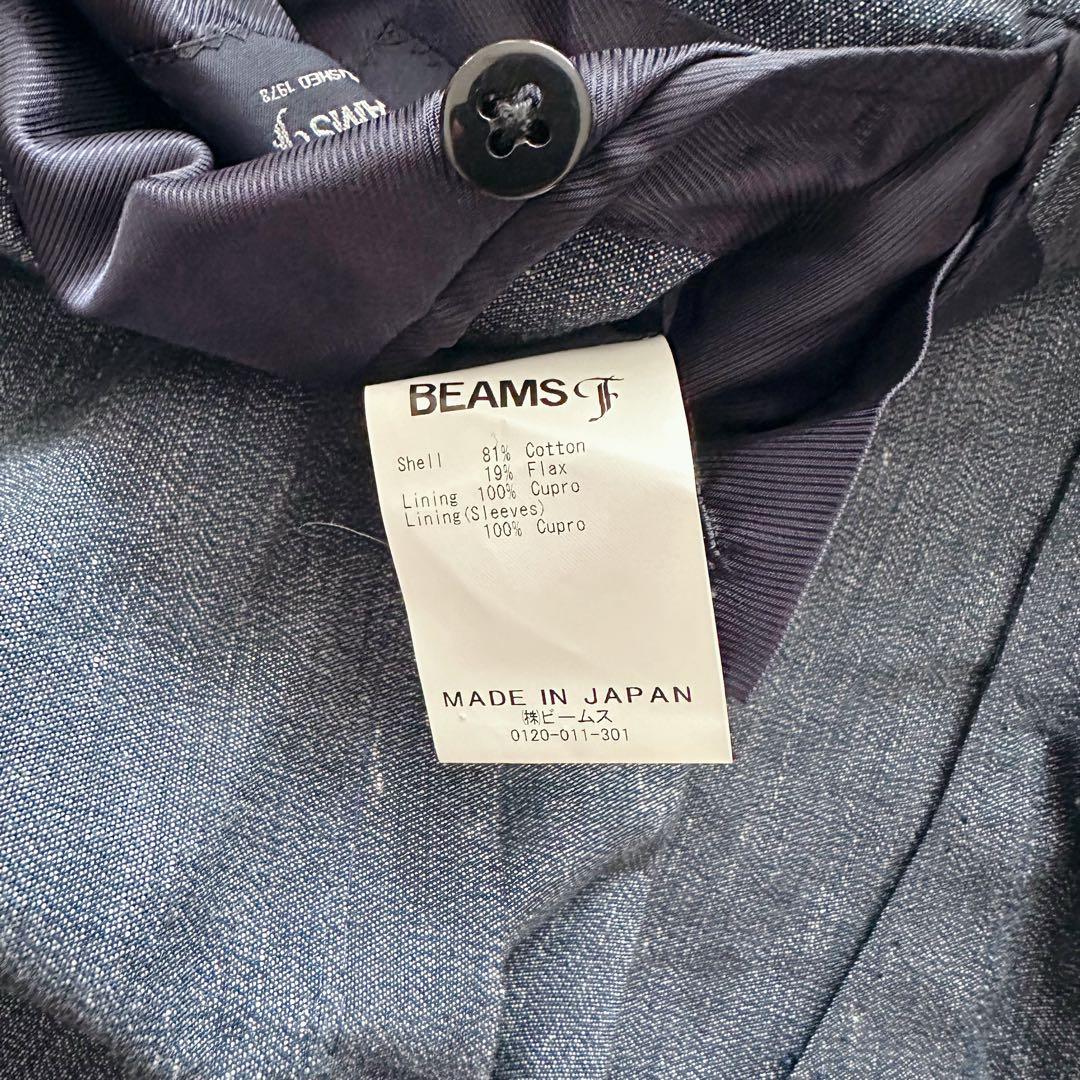 1978
BEAMS F
Shell 81% Cotton
19% Flax
Lining 100% Cupro
Lining(Sleeves)
100% Cupro
MADE IN JAPAN
㈱ビームス
0120-011-301